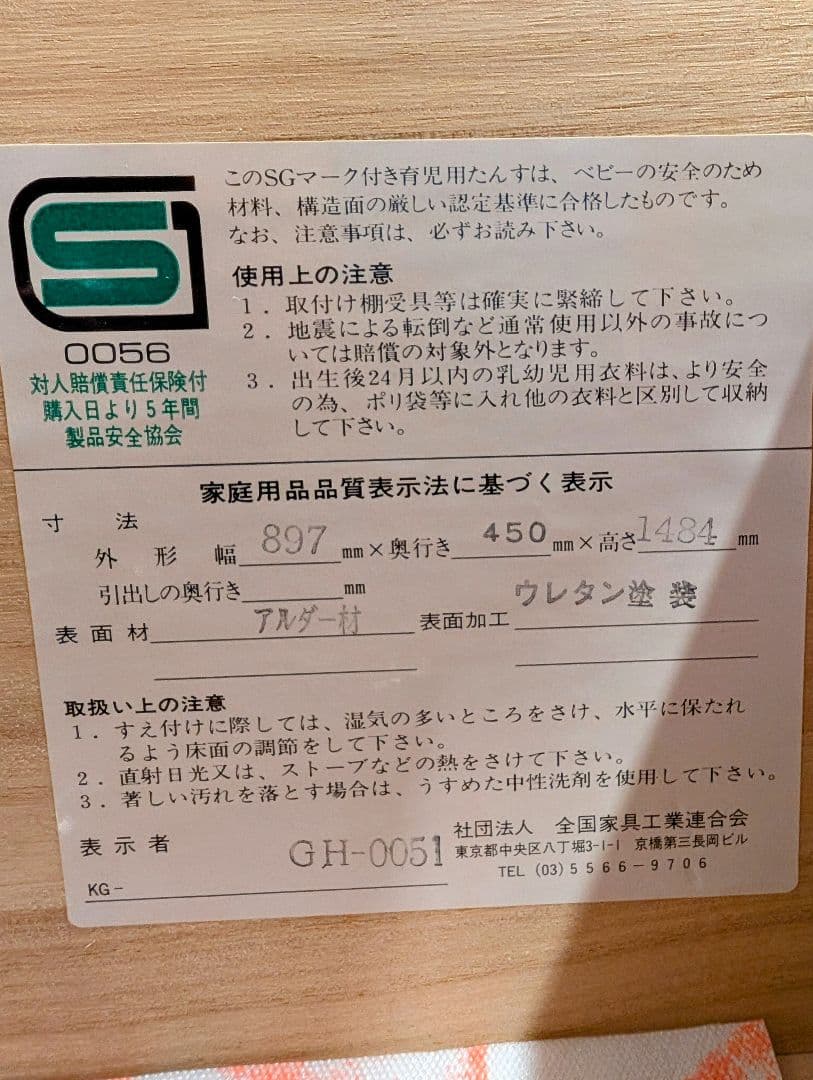 SG
0056
対人賠償責任保険付
購入日より5年間
製品安全協会
このSGマーク付き育児用たんすは、ベビーの安全のため
材料、構造面の厳しい認定基準に合格したものです。
なお、注意事項は、必ずお読み下さい。
使用上の注意
1．取付け棚受具等は確実に緊締して下さい。
2．地震による転倒など通常使用以外の事故につ
いては賠償の対象外となります。
3．出生後24月以内の乳幼児用衣料は、より安全
の為、ポリ袋等に入れ他の衣料と区別して収納
して下さい。
家庭用品品質表示法に基づく表示
寸法
外形 幅 897 mm×奥行き 450 mm×高さ 1484 mm
引出しの奥行き mm
表面材 アルダー材 表面加工 ウレタン塗装
取扱い上の注意
1．すえ付けに際しては、湿気の多いところをさけ、水平に保たれ
るよう床面の調節をして下さい。
2．直射日光又は、ストーブなどの熱をさけて下さい。
3．著しい汚れを落とす場合は、うすめた中性洗剤を使用して下さい。
表示者 GH-0051
KG-
社団法人 全国家具工業連合会
東京都中央区八丁堀3-1-1 京橋第三長岡ビル
TEL (03)5566-9706